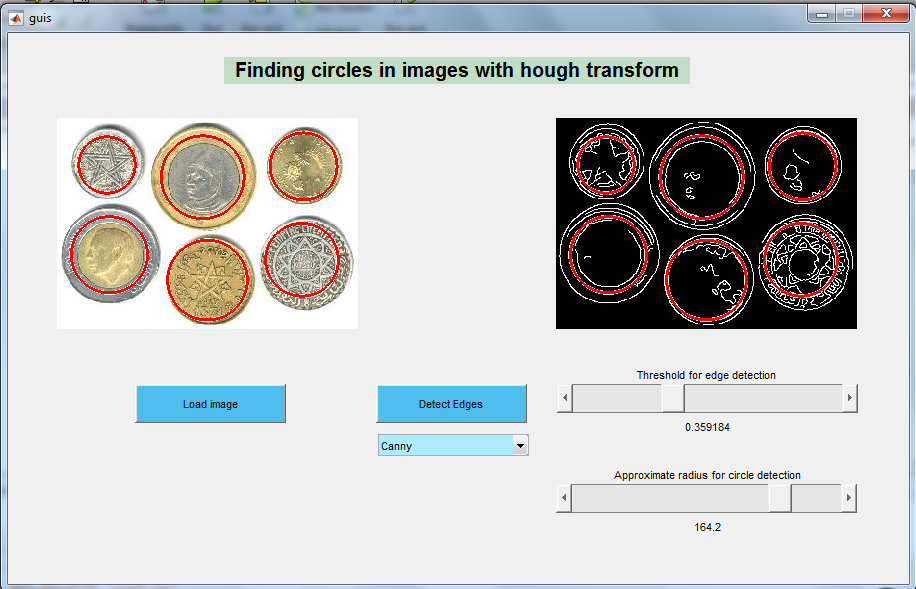 guis
Finding circles in images with hough transform
Load image
Detect Edges
Canny
Threshold for edge detection
0.359184
Approximate radius for circle detection
164.2